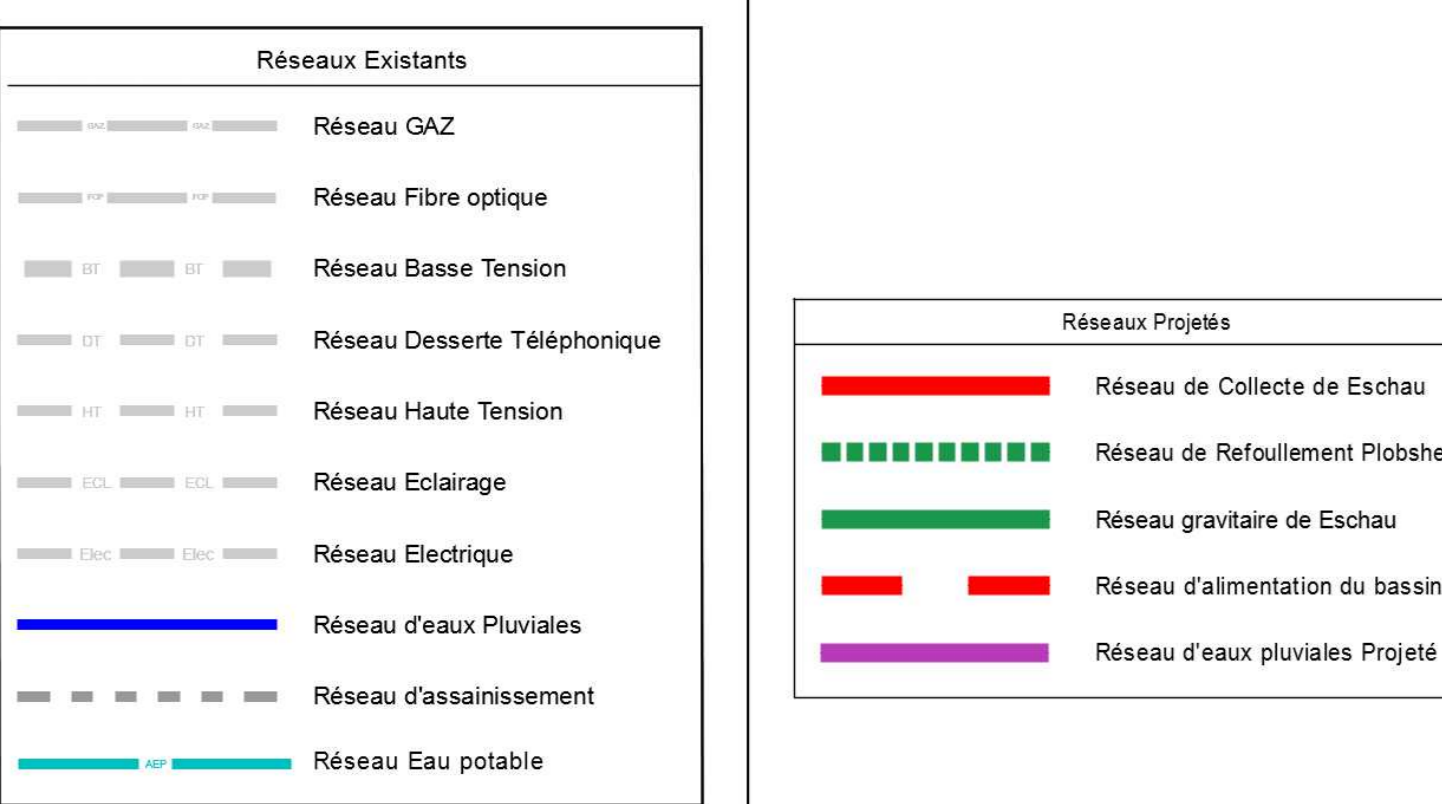 Réseaux Existants
GAZ GAZ Réseau GAZ
FOP FOP Réseau Fibre optique
BT BT Réseau Basse Tension
DT DT Réseau Desserte Téléphonique
HT HT Réseau Haute Tension
ECL ECL Réseau Eclairage
Elec Elec Réseau Electrique
Réseau d'eaux Pluviales
Réseau d'assainissement
AEP Réseau Eau potable
Réseaux Projetés
Réseau de Collecte de Eschau
Réseau de Refoullement Plobshe
Réseau gravitaire de Eschau
Réseau d'alimentation du bassin
Réseau d'eaux pluviales Projeté